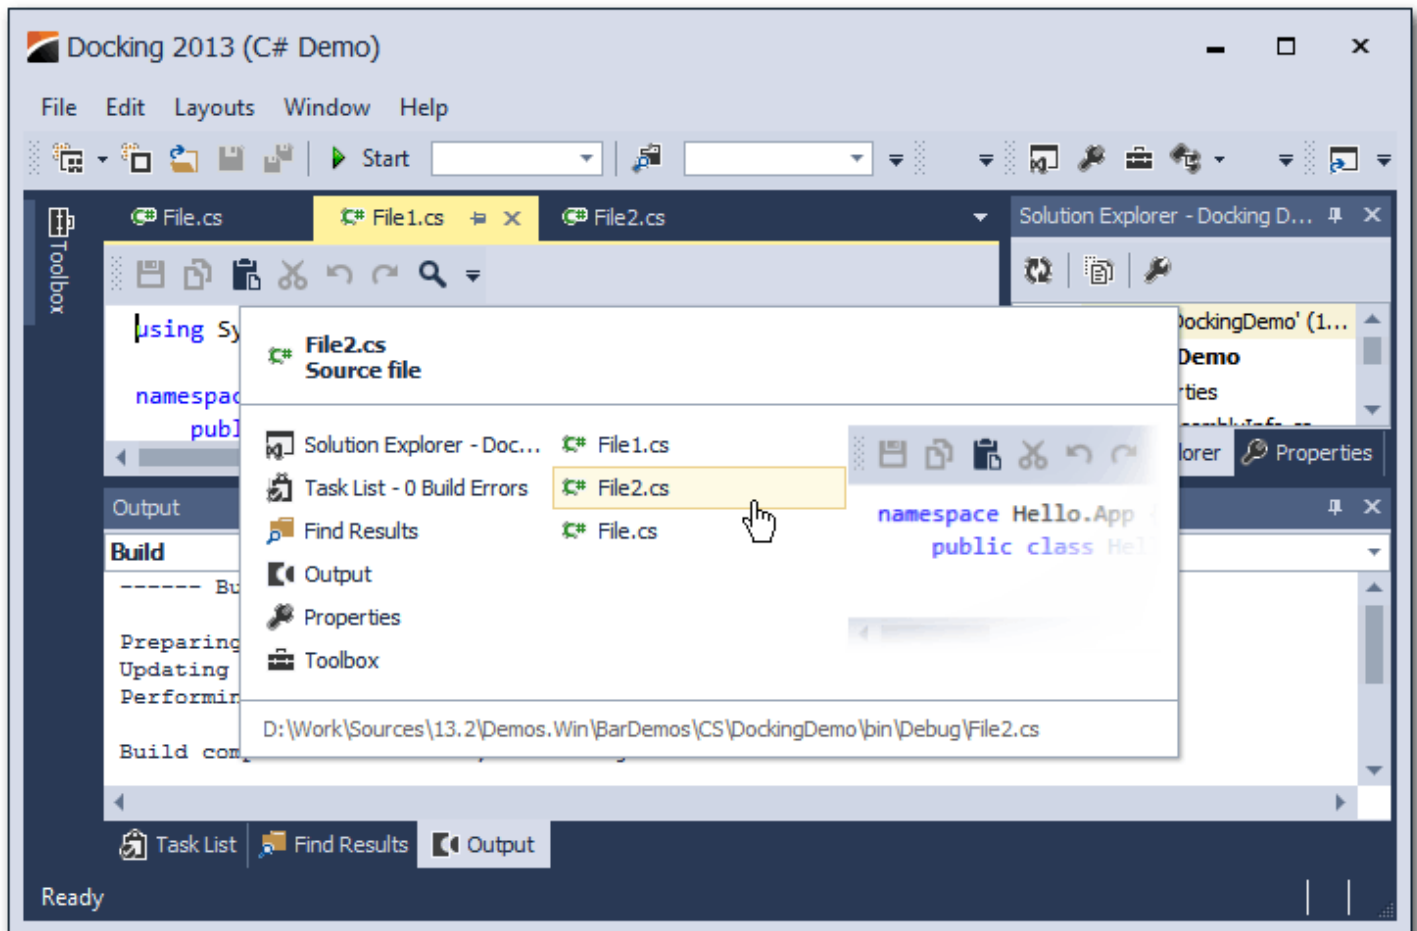 Docking 2013 (C# Demo)
File Edit Layouts Window Help
Start
Toolbox
File.cs File1.cs File2.cs
Solution Explorer - Docking D...
using Sy
namespac
publ
DockingDemo' (1...
Demo
rties
lorer Properties
File2.cs
Source file
Solution Explorer - Doc...
Task List - 0 Build Errors
Find Results
Output
Properties
Toolbox
File1.cs
File2.cs
File.cs
namespace Hello.App {
public class Hel
D:\Work\Sources\13.2\Demos.Win\BarDemos\CS\DockingDemo\bin\Debug\File2.cs
Output
Build
------ Bu
Preparing
Updating
Performin
Build com
Task List Find Results Output
Ready